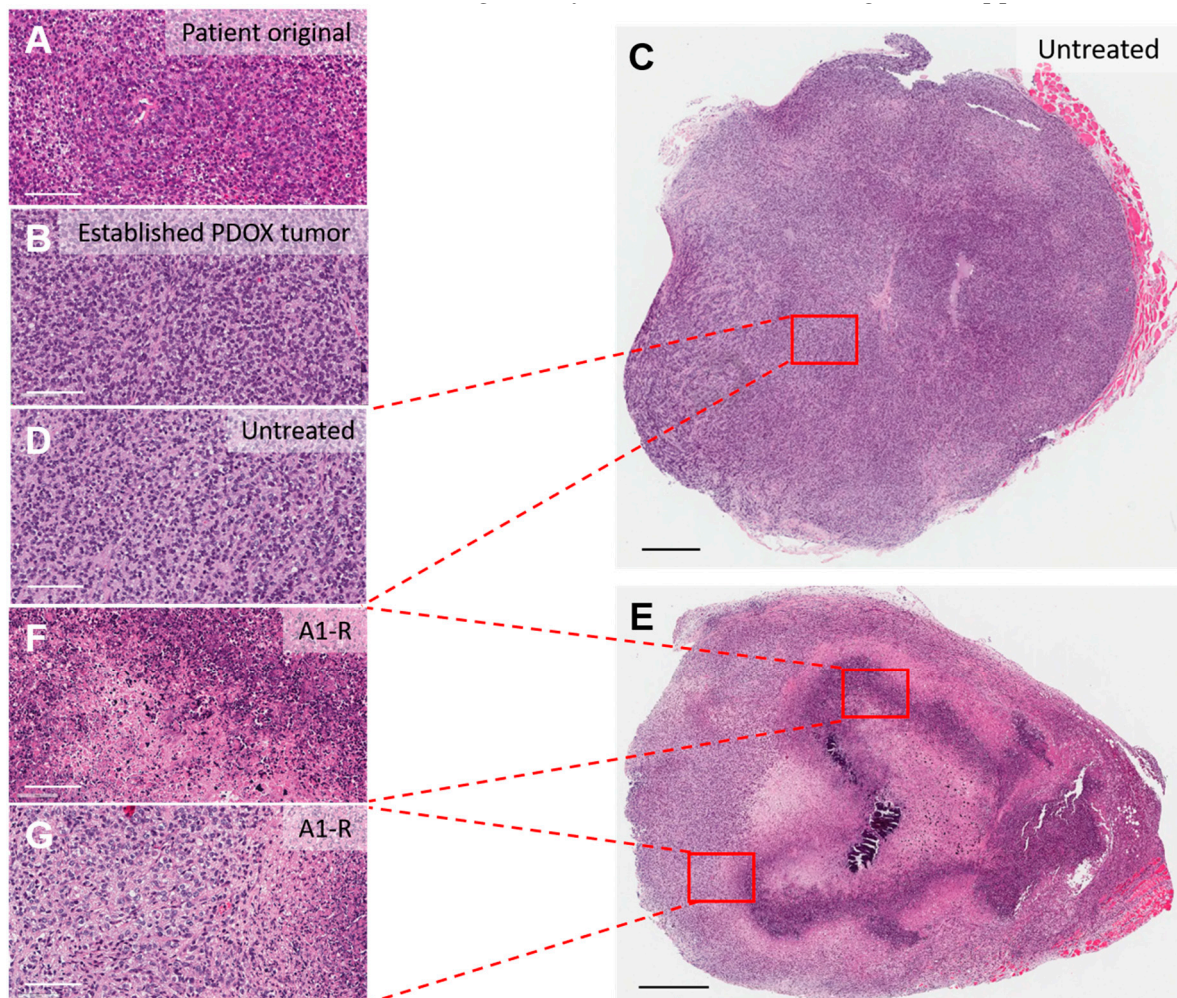 A Patient original
B Established PDOX tumor
D Untreated
F A1-R
G A1-R
C Untreated
E